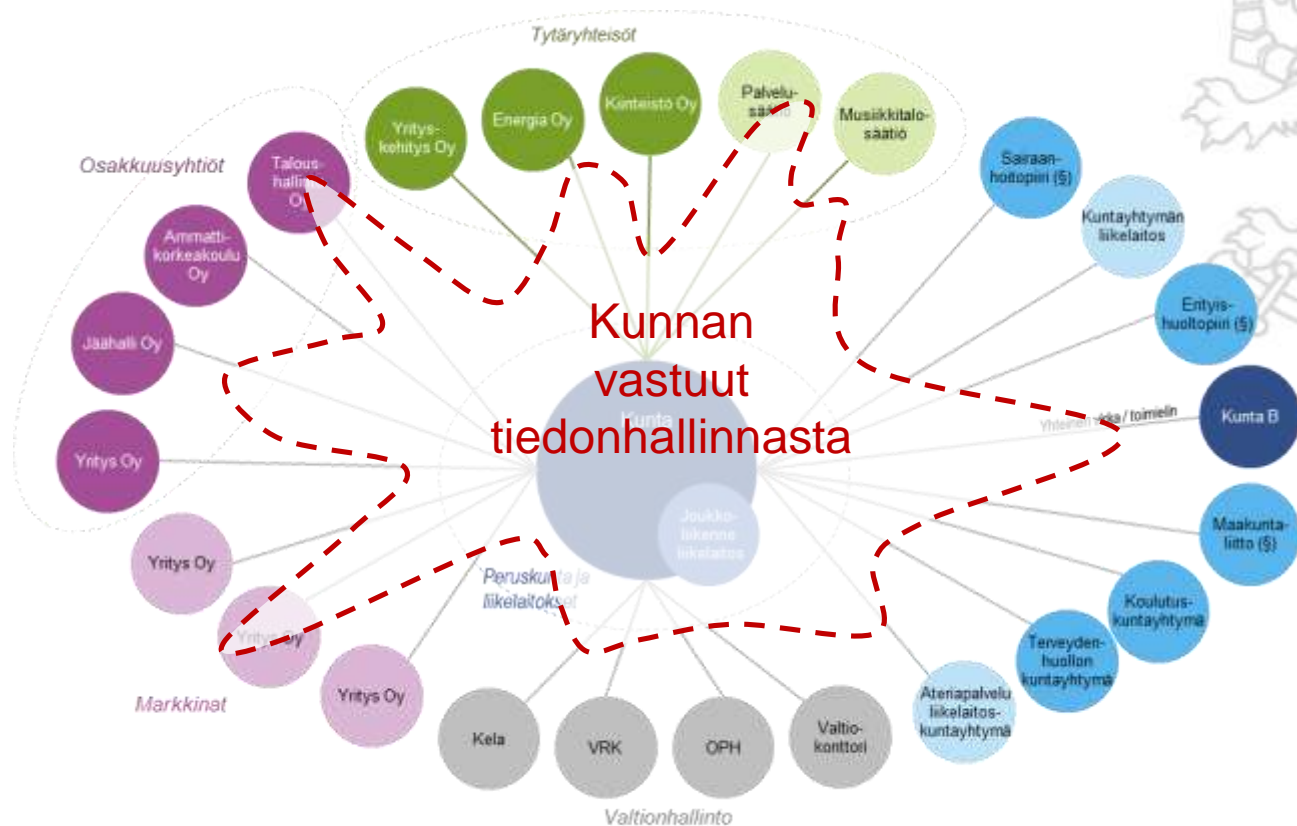 Tytäryhteisöt
Yritys-
kehitys Oy
Energia Oy
Kiinteistö Oy
Palvelu-
säätiö
Musiikkitalo-
säätiö
Osakkuusyhtiöt
Talous-
hallinto
Oy
Ammatti-
korkeakoulu
Oy
Jäähalli Oy
Yritys Oy
Yritys Oy
Yritys Oy
Yritys Oy
Markkinat
Sairaan-
hoitopiiri (§)
Kuntayhtymän
liikelaitos
Erityis-
huoltopiiri (§)
Yhteinen virka / toimielin
Kunta B
Maakunta-
liitto (§)
Koulutus-
kuntayhtymä
Terveyden-
huollon
kuntayhtymä
Ateriapalvelu
liikelaitos-
kuntayhtymä
Kunnan
vastuut
tiedonhallinnasta
Kunta
Joukko-
liikenne
liikelaitos
Peruskunta ja
liikelaitokset
Kela
VRK
OPH
Valtio-
konttori
Valtionhallinto